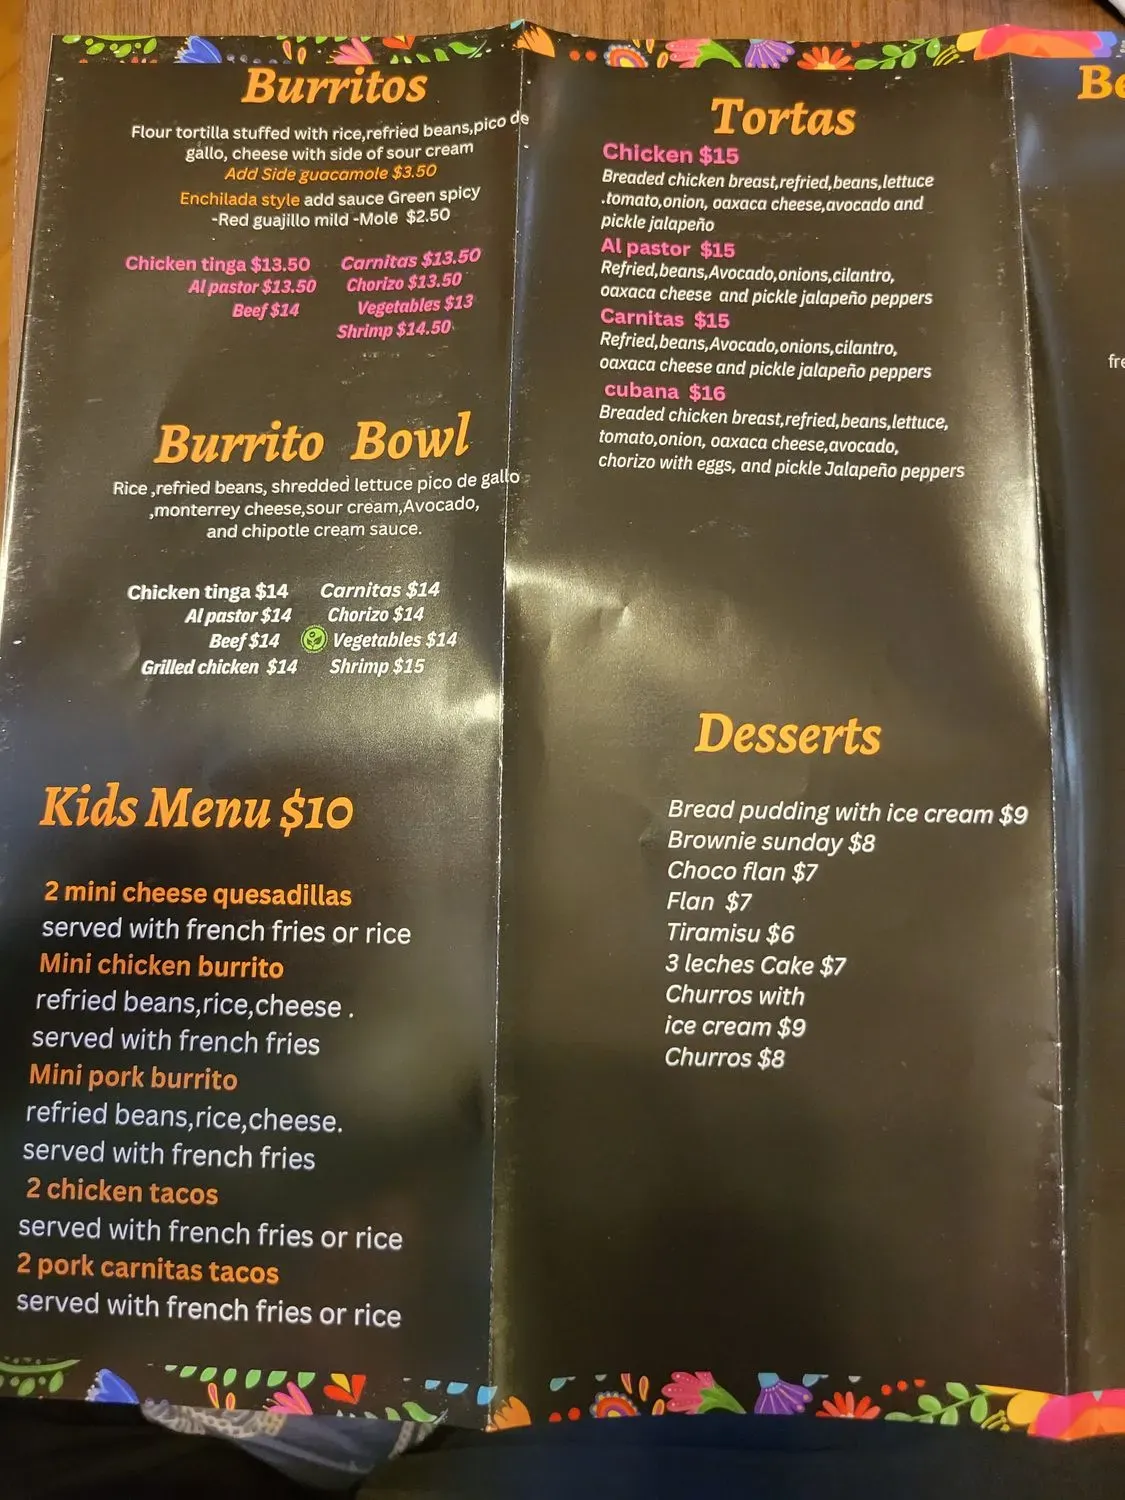 Burritos
Flour tortilla stuffed with rice,refried beans,pico de
gallo, cheese with side of sour cream
Add Side guacamole $3.50
Enchilada style add sauce Green spicy
-Red guajillo mild -Mole $2.50
Chicken tinga $13.50 Carnitas $13.50
Al pastor $13.50 Chorizo $13.50
Beef $14 Vegetables $13
Shrimp $14.50
Burrito Bowl
Rice ,refried beans, shredded lettuce pico de gallo
,monterrey cheese,sour cream,Avocado,
and chipotle cream sauce.
Chicken tinga $14 Carnitas $14
Al pastor $14 Chorizo $14
Beef $14 Vegetables $14
Grilled chicken $14 Shrimp $15
Kids Menu $10
2 mini cheese quesadillas
served with french fries or rice
Mini chicken burrito
refried beans,rice,cheese .
served with french fries
Mini pork burrito
refried beans,rice,cheese.
served with french fries
2 chicken tacos
served with french fries or rice
2 pork carnitas tacos
served with french fries or rice
Tortas
Chicken $15
Breaded chicken breast,refried,beans,lettuce
.tomato,onion, oaxaca cheese,avocado and
pickle jalapeño
Al pastor $15
Refried,beans,Avocado,onions,cilantro,
oaxaca cheese and pickle jalapeño peppers
Carnitas $15
Refried,beans,Avocado,onions,cilantro,
oaxaca cheese and pickle jalapeño peppers
cubana $16
Breaded chicken breast,refried,beans,lettuce,
tomato,onion, oaxaca cheese,avocado,
chorizo with eggs, and pickle Jalapeño peppers
Desserts
Bread pudding with ice cream $9
Brownie sunday $8
Choco flan $7
Flan $7
Tiramisu $6
3 leches Cake $7
Churros with
ice cream $9
Churros $8